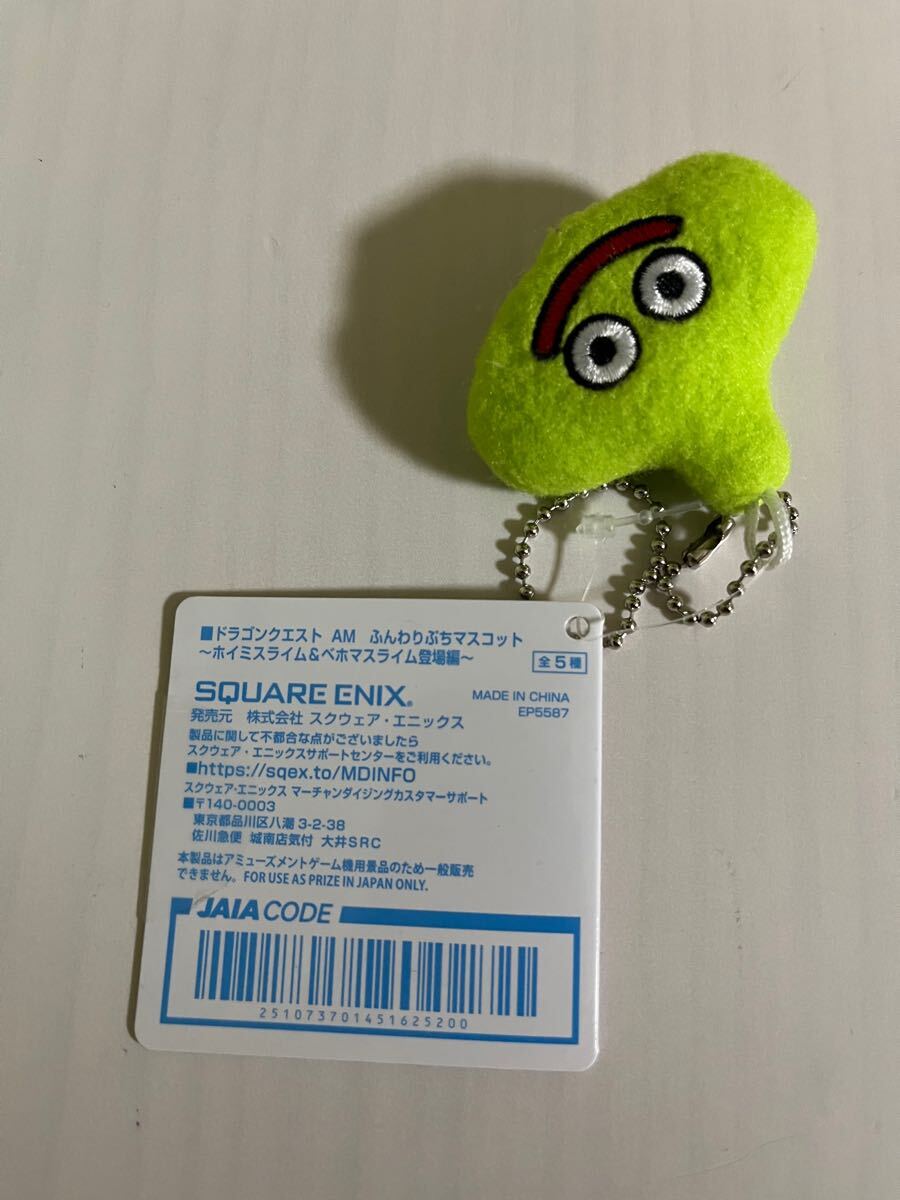 ■ドラゴンクエスト AM ふんわりぷちマスコット
～ホイミスライム&ベホマスライム登場編～ 全5種
SQUARE ENIX®
MADE IN CHINA
EP5587
発売元 株式会社 スクウェア・エニックス
製品に関して不都合な点がございましたら
スクウェア・エニックスサポートセンターをご利用ください。
■https://sqex.to/MDINFO
スクウェア・エニックス マーチャンダイジングカスタマーサポート
■〒140-0003
東京都品川区八潮 3-2-38
佐川急便 城南店気付 大井SRC
本製品はアミューズメントゲーム機用景品のため一般販売
できません。FOR USE AS PRIZE IN JAPAN ONLY.
JAIA CODE
251073701451625200